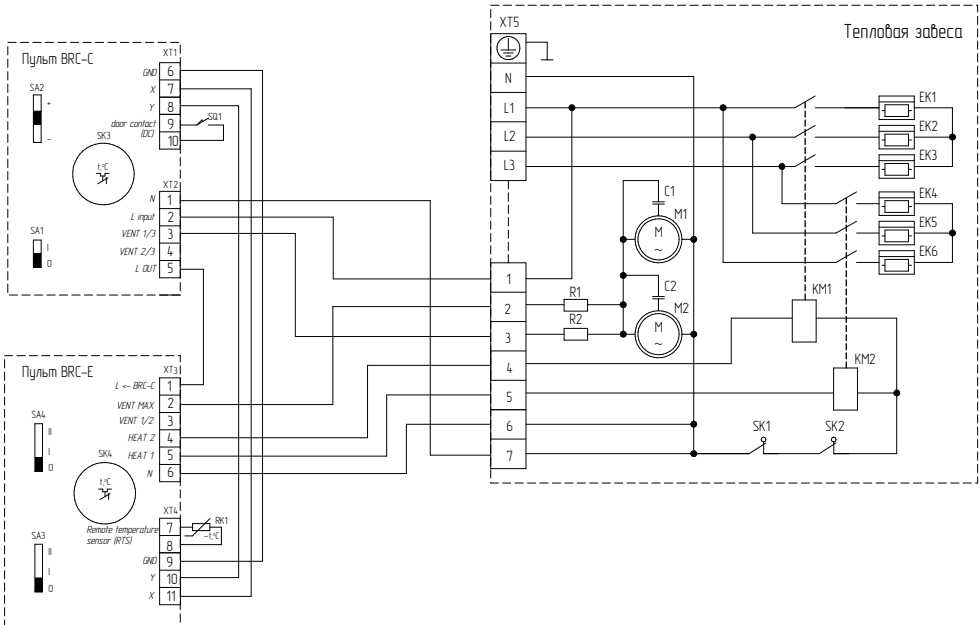 Пульт BRC-C
XT1
SA2
+
-
SK3
t,°C
SA1
I
0
GND 6
X 7
Y 8
door contact (DC) 9
10
SQ1
XT2
N 1
L input 2
VENT 1/3 3
VENT 2/3 4
L OUT 5
Пульт BRC-E
XT3
SA4
II
I
0
SK4
t,°C
SA3
II
I
0
L <- BRC-C 1
VENT MAX 2
VENT 1/2 3
HEAT 2 4
HEAT 1 5
N 6
XT4
Remote temperature
sensor (RTS)
7
8
RK1
-t,°C
GND 9
Y 10
X 11
XT5
Тепловая завеса
N
L1
L2
L3
1
2
3
4
5
6
7
EK1
EK2
EK3
EK4
EK5
EK6
C1
M1
M
~
C2
M2
M
~
R1
R2
KM1
KM2
SK1
SK2